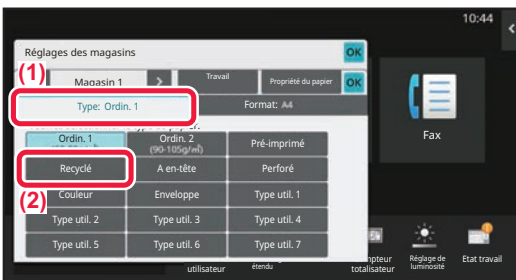 10:44
Réglages des magasins
OK
(1)
Magasin 1
>
Travail
Propriété du papier
OK
Type: Ordin. 1
Format: A4
Ordin. 1
Ordin. 2
(90-105g/㎡)
Pré-imprimé
Recyclé
A en-tête
Perforé
(2)
Couleur
Enveloppe
Type util. 1
Type util. 2
Type util. 3
Type util. 4
Type util. 5
Type util. 6
Type util. 7
Fax
utilisateur
étendu
totalisateur
Réglage de
luminosité
Etat travail